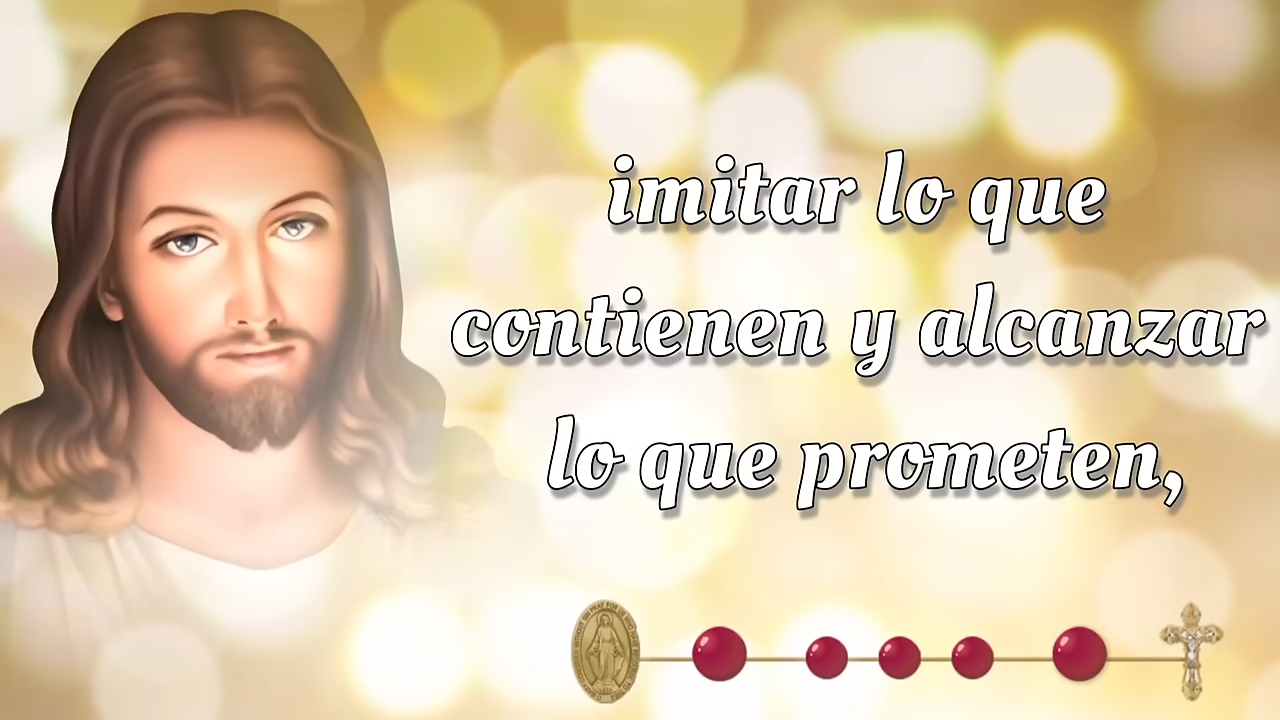 imitar lo que
contienen y alcanzar
lo que prometen,